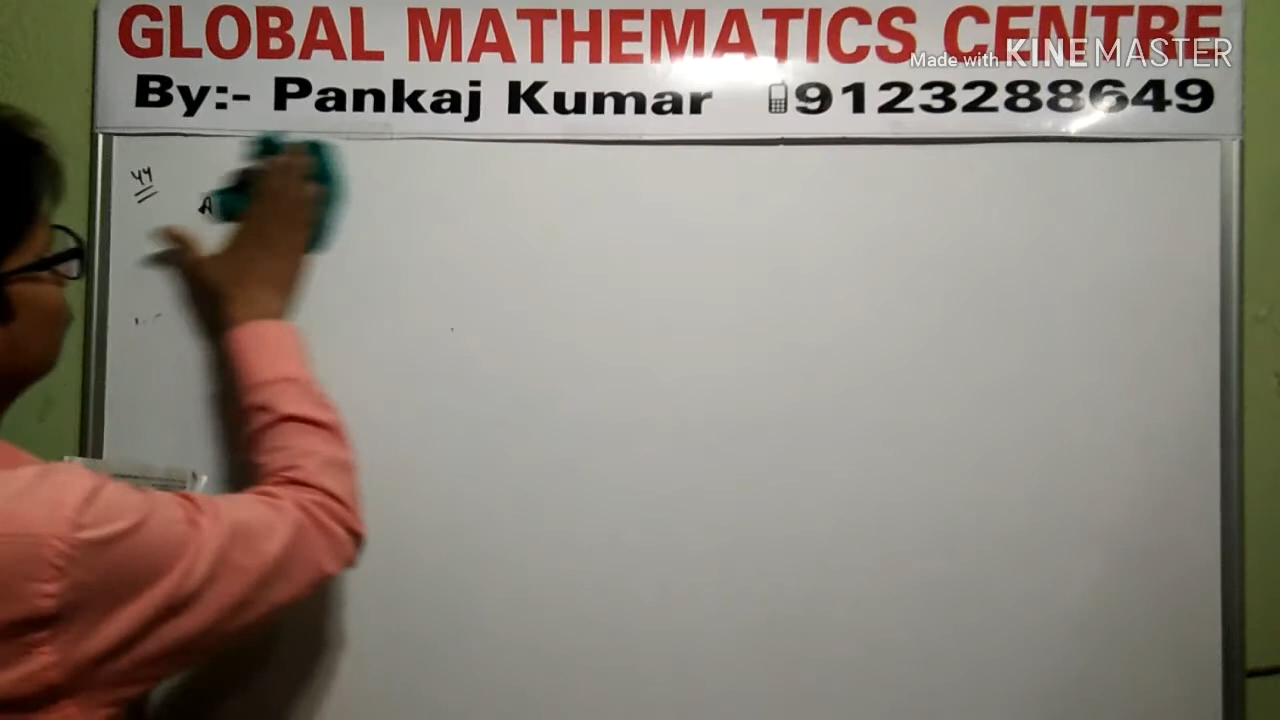 GLOBAL MATHEMATICS CENTRE
Made with KINEMASTER
By:- Pankaj Kumar 9123288649
44
A